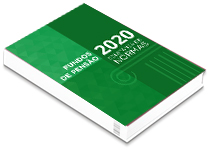 FUNDOS
DE PENSÃO
2020
NORMAS